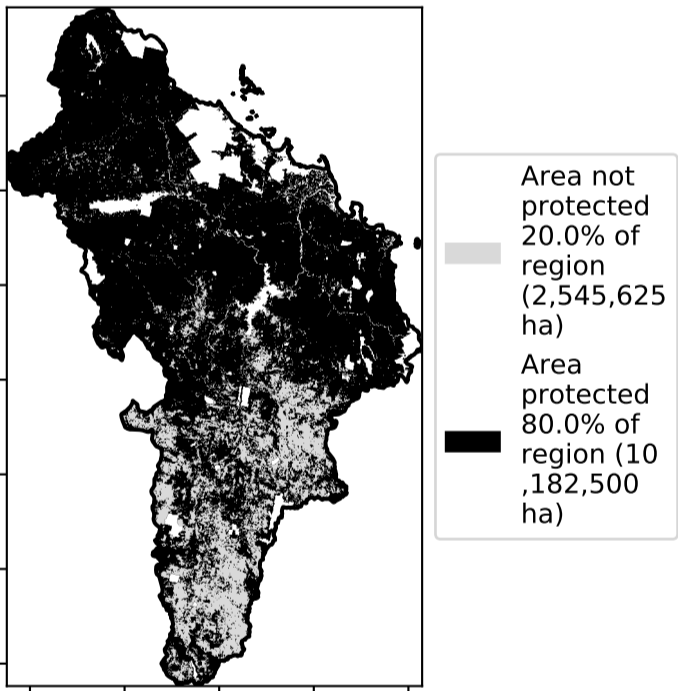 Area not
protected
20.0% of
region
(2,545,625
ha)
Area
protected
80.0% of
region (10
,182,500
ha)